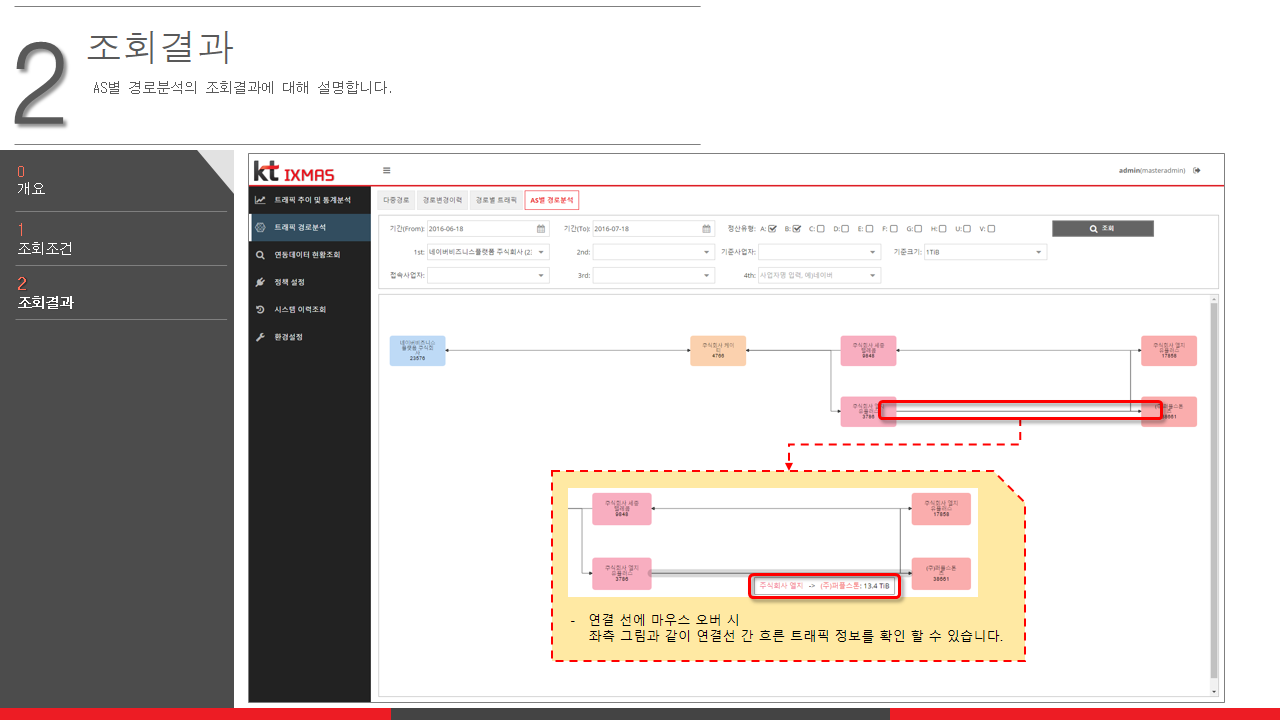 2
조회결과
AS별 경로분석의 조회결과에 대해 설명합니다.
0
개요
1
조회조건
2
조회결과
kt IXMAS
admin(masteradmin)
트래픽 추이 및 통계분석
트래픽 경로분석
연동데이터 현황조회
정책 설정
시스템 이력조회
환경설정
다중경로
경로변경이력
경로별 트래픽
AS별 경로분석
기간(From): 2016-06-18
기간(To): 2016-07-18
정산유형: A: B: C: D: E: F: G: H: U: V:
조회
1st: 네이버비즈니스플랫폼 주식회사 (2:
2nd:
기준사업자:
기준크기: 1TiB
접속사업자:
3rd:
4th: 사업자명 입력, 예)네이버
네이버비즈니스
플랫폼 주식회
사
23576
주식회사 케이
티
4766
주식회사 세종
텔레콤
9848
주식회사 엘지
유플러스
17858
주식회사 엘
유플러스
3786
38661
주식회사 세종
텔레콤
9848
주식회사 엘지
유플러스
17858
주식회사 엘지
유플러스
3786
(주)퍼플스톤
38661
주식회사 엘지 -> (주)퍼플스톤: 13.4 TiB
- 연결 선에 마우스 오버 시
좌측 그림과 같이 연결선 간 흐른 트래픽 정보를 확인 할 수 있습니다.